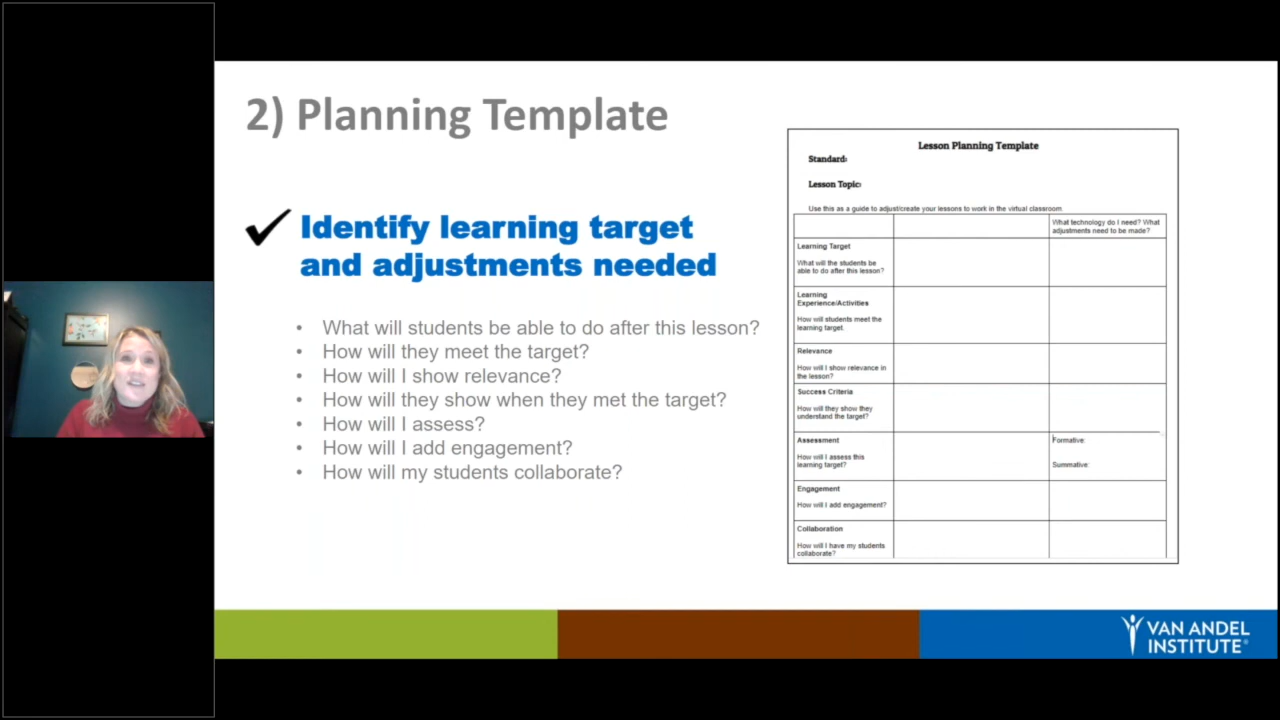 2) Planning Template
Identify learning target
and adjustments needed
• What will students be able to do after this lesson?
• How will they meet the target?
• How will I show relevance?
• How will they show when they met the target?
• How will I assess?
• How will I add engagement?
• How will my students collaborate?
Lesson Planning Template
Standard:
Lesson Topic:
Use this as a guide to adjust/create your lessons to work in the virtual classroom
What technology do I need? What
adjustments need to be made?
Learning Target
What will the students be
able to do after this lesson?
Learning
Experience/Activities
How will students meet the
learning target.
Relevance
How will I show relevance in
the lesson?
Success Criteria
How will they show they
understand the target?
Assessment
How will I assess this
learning target?
Formative:
Summative:
Engagement
How will I add engagement?
Collaboration
How will I have my students
collaborate?
VAN ANDEL
INSTITUTE®